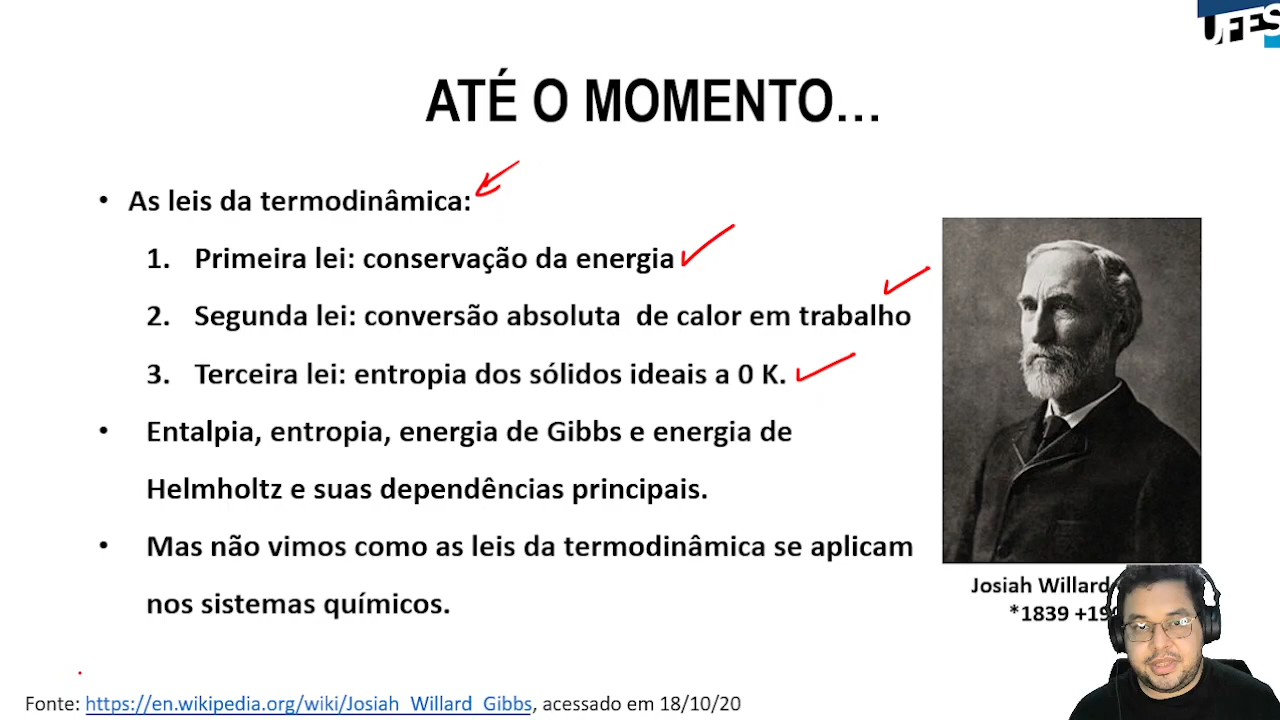 UFES
ATÉ O MOMENTO...
• As leis da termodinâmica:
1. Primeira lei: conservação da energia
2. Segunda lei: conversão absoluta de calor em trabalho
3. Terceira lei: entropia dos sólidos ideais a 0 K.
• Entalpia, entropia, energia de Gibbs e energia de
Helmholtz e suas dependências principais.
• Mas não vimos como as leis da termodinâmica se aplicam
nos sistemas químicos.
Josiah Willard
*1839
Fonte: https://en.wikipedia.org/wiki/Josiah_Willard_Gibbs, acessado em 18/10/20